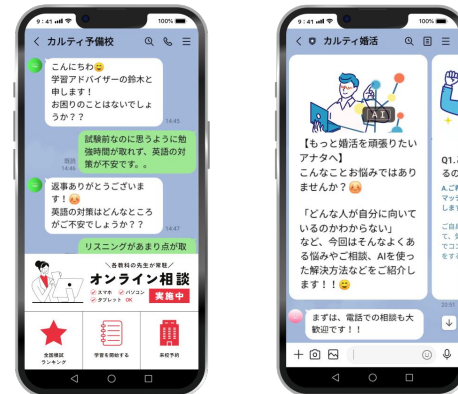 9:41
100%
カルティ予備校
こんにちわ😊
学習アドバイザーの鈴木と
申します！
お困りのことはないでしょ
うか？？
14:45
試験前なのに思うように勉
強時間が取れず、英語の対
策が不安です。。
既読
14:46
返事ありがとうございま
す！
英語の対策はどんなところ
がご不安でしょうか？？
14:47
リスニングがあまり点が取
＼各教科の先生が常駐／
オンライン相談
スマホ パソコン
タブレット OK
実施中
全国模試
ランキング
学習を開始する
来校予約
9:41
100%
カルティ婚活
AI
【もっと婚活を頑張りたい
アナタへ】
こんなことお悩みではあり
ませんか？
「どんな人が自分に向いて
いるのかわからない」
など、今回はそんなよくあ
る悩みやご相談、AIを使っ
た解決方法などをご紹介し
ます！！😊
まずは、電話での相談も大
歓迎です！！
るの
マッチ
します
20:51